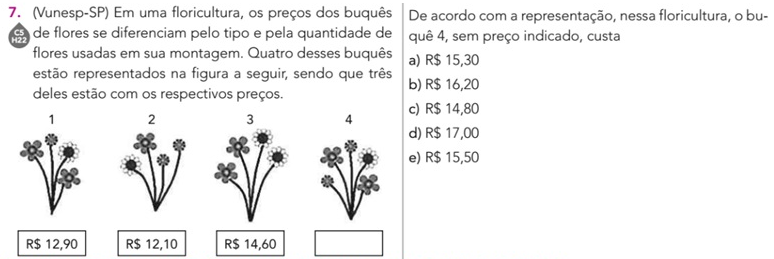 7. (Vunesp-SP) Em uma floricultura, os preços dos buquês
C5
H22
de flores se diferenciam pelo tipo e pela quantidade de
flores usadas em sua montagem. Quatro desses buquês
estão representados na figura a seguir, sendo que três
deles estão com os respectivos preços.
1 2 3 4
R$ 12,90 R$ 12,10 R$ 14,60
De acordo com a representação, nessa floricultura, o bu-
quê 4, sem preço indicado, custa
a) R$ 15,30
b) R$ 16,20
c) R$ 14,80
d) R$ 17,00
e) R$ 15,50